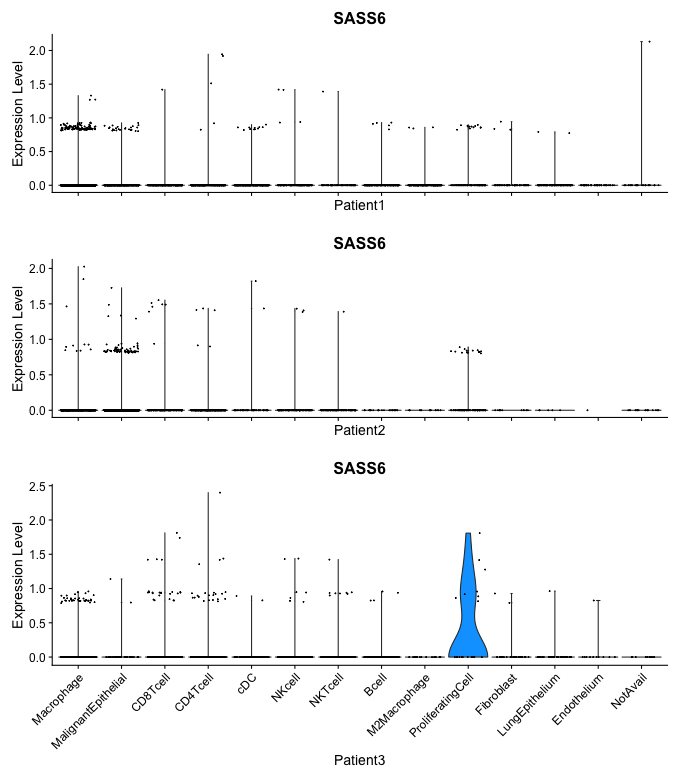 SASS6
Expression Level
2.0
1.5
1.0
0.5
0.0
Patient1
SASS6
Expression Level
2.0
1.5
1.0
0.5
0.0
Patient2
SASS6
Expression Level
2.5
2.0
1.5
1.0
0.5
0.0
Macrophage
MalignantEpithelial
CD8Tcell
CD4Tcell
cDC
NKcell
NKTcell
Bcell
M2Macrophage
ProliferatingCell
Fibroblast
LungEpithelium
Endothelium
NotAvail
Patient3